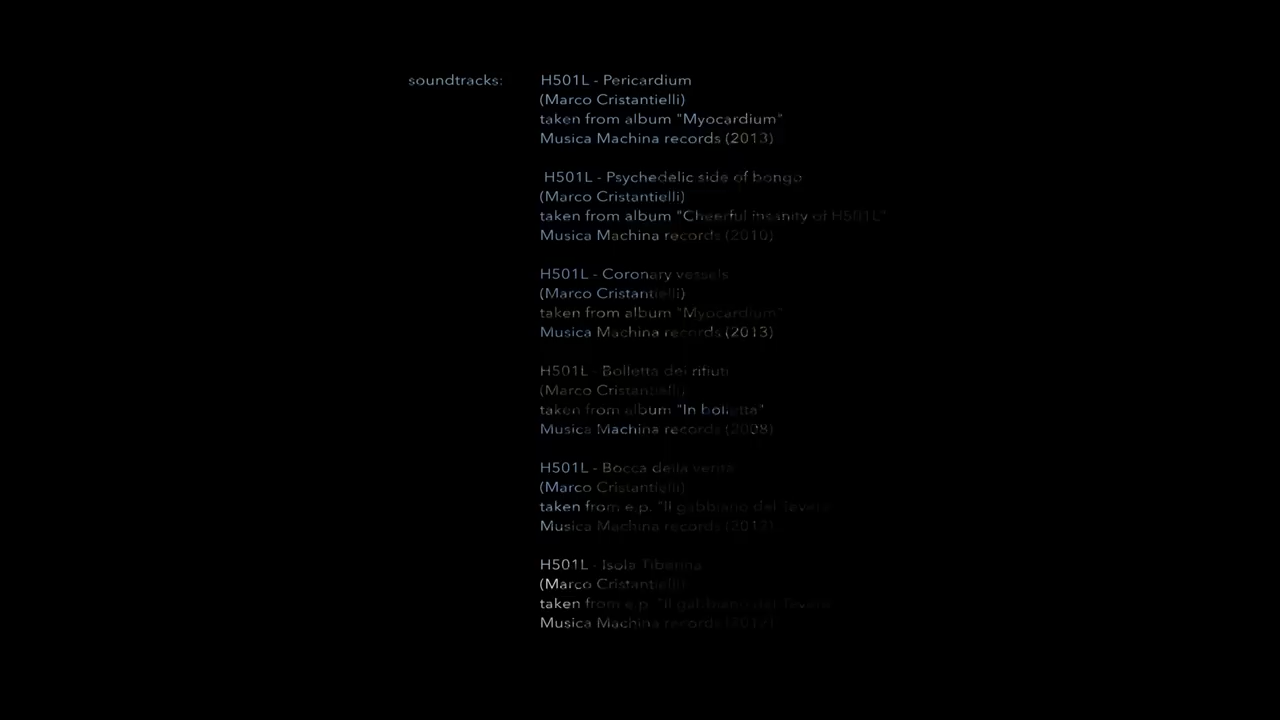 soundtracks: H501L - Pericardium
(Marco Cristantielli)
taken from album "Myocardium"
Musica Machina records (2013)
H501L - Psychedelic side of bongo
(Marco Cristantielli)
taken from album "Cheerful insanity of H501L"
Musica Machina records (2010)
H501L - Coronary vessels
(Marco Cristantielli)
taken from album "Myocardium"
Musica Machina records (2013)
H501L - Bolletta dei rifiuti
(Marco Cristantielli)
taken from album "In bolletta"
Musica Machina records (2008)
H501L - Bocca della verità
(Marco Cristantielli)
taken from e.p. "Il gabbiano del Tevere"
Musica Machina records (2012)
H501L - Isola Tiberina
(Marco Cristantielli)
taken from e.p. "Il gabbiano del Tevere"
Musica Machina records (2012)